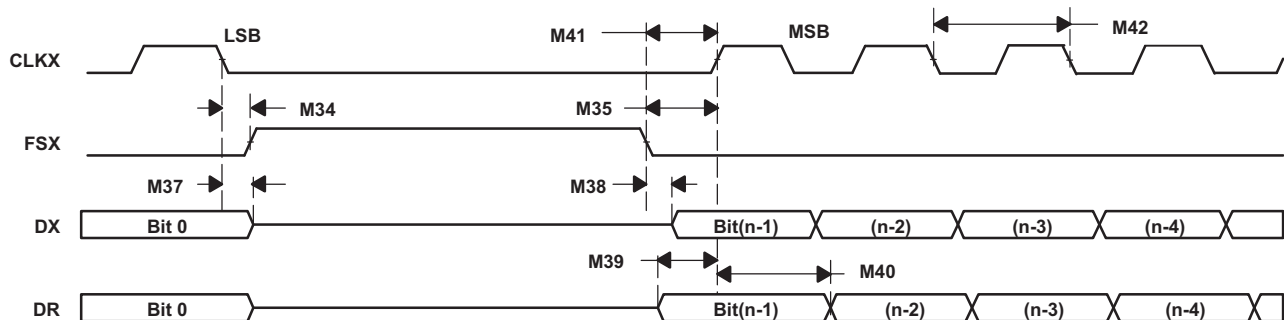 LSB M41 MSB M42
CLKX
M34 M35
FSX
M37 M38
DX Bit 0 Bit(n-1) (n-2) (n-3) (n-4)
M39 M40
DR Bit 0 Bit(n-1) (n-2) (n-3) (n-4)